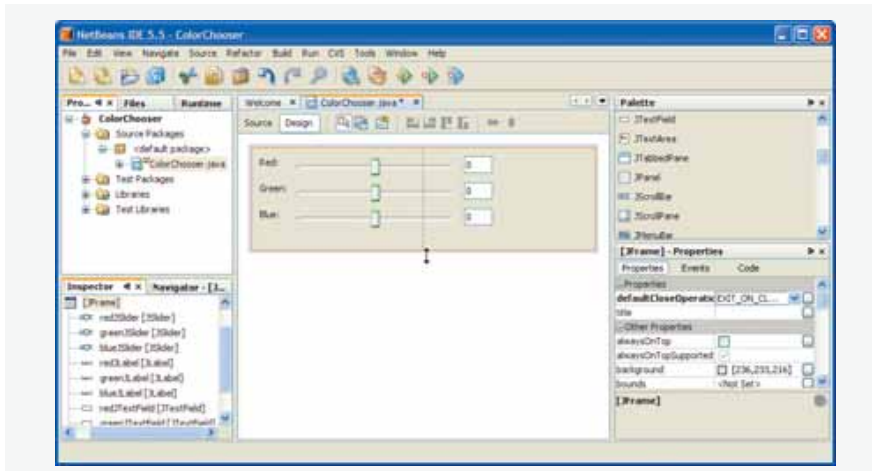 NetBeans IDE 5.5 - ColorChooser
File Edit View Navigate Source Refactor Build Run CVS Tools Window Help
Pro... Files Runtime
ColorChooser
Source Packages
<default package>
ColorChooser.java
Test Packages
Libraries
Test Libraries
Welcome ColorChooser.java *
Source Design
Red: 0
Green: 0
Blue: 0
Palette
JTextField
JTextArea
JTabbedPane
JPanel
JScrollBar
JScrollPane
JMenuBar
[JFrame] - Properties
Properties Events Code
Properties
defaultCloseOperatic EXIT_ON_CL...
title
Other Properties
alwaysOnTop
alwaysOnTopSupported
background [236,233,216]
bounds <Not Set>
[JFrame]
Inspector Navigator - [J...
[JFrame]
redJSlider [JSlider]
greenJSlider [JSlider]
blueJSlider [JSlider]
redJLabel [JLabel]
greenJLabel [JLabel]
blueJLabel [JLabel]
redJTextField [JTextField]
greenJTextField [JTextField]